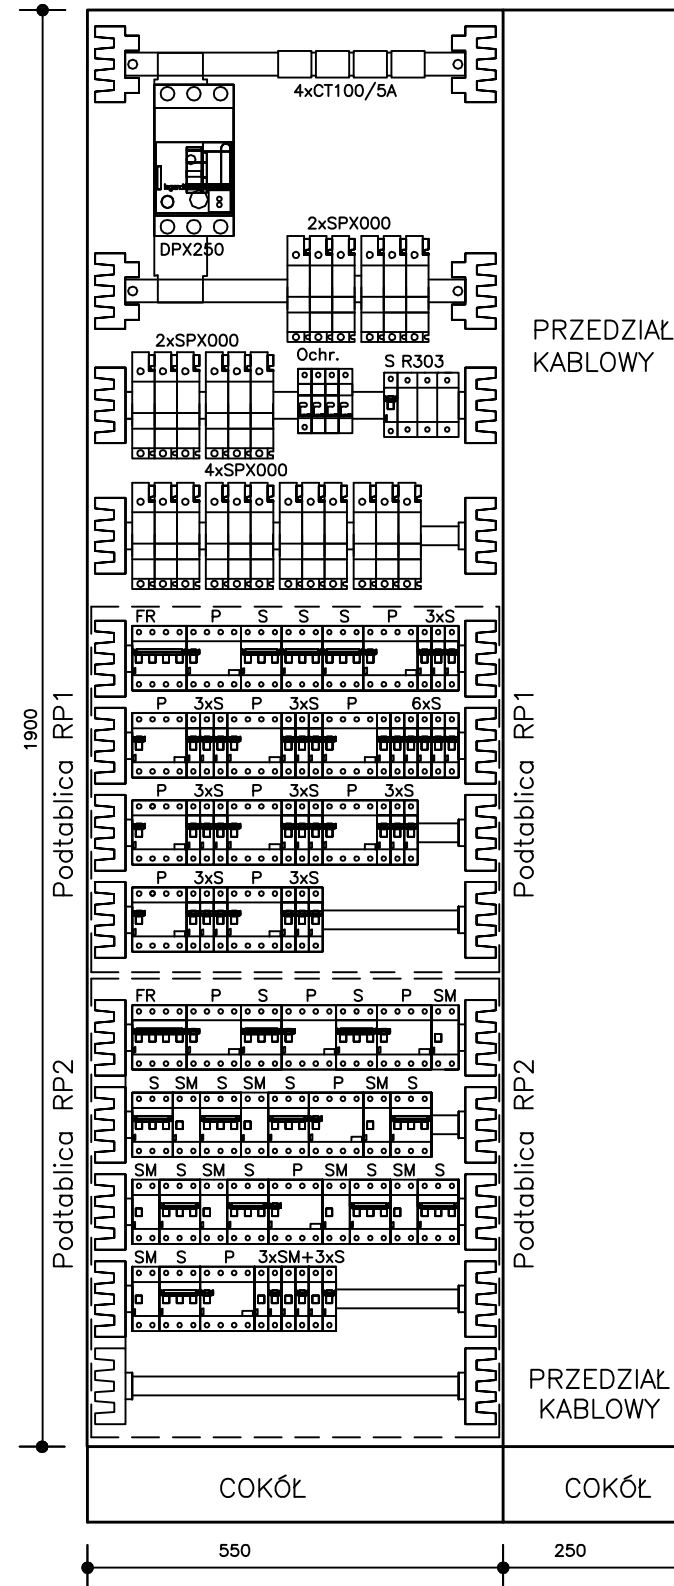 4xCT100/5A
legrand
DPX250
2xSPX000
PRZEDZIAŁ
KABLOWY
2xSPX000
Ochr.
S R303
4xSPX000
FR P S S S P 3xS
P 3xS P 3xS P 6xS
P 3xS P 3xS P 3xS
P 3xS P 3xS
Podtablica RP1
Podtablica RP1
1900
FR P S P S P SM
S SM S SM S P SM S
SM S SM S P SM S SM S
SM S P 3xSM+3xS
Podtablica RP2
Podtablica RP2
PRZEDZIAŁ
KABLOWY
COKÓŁ
COKÓŁ
550
250